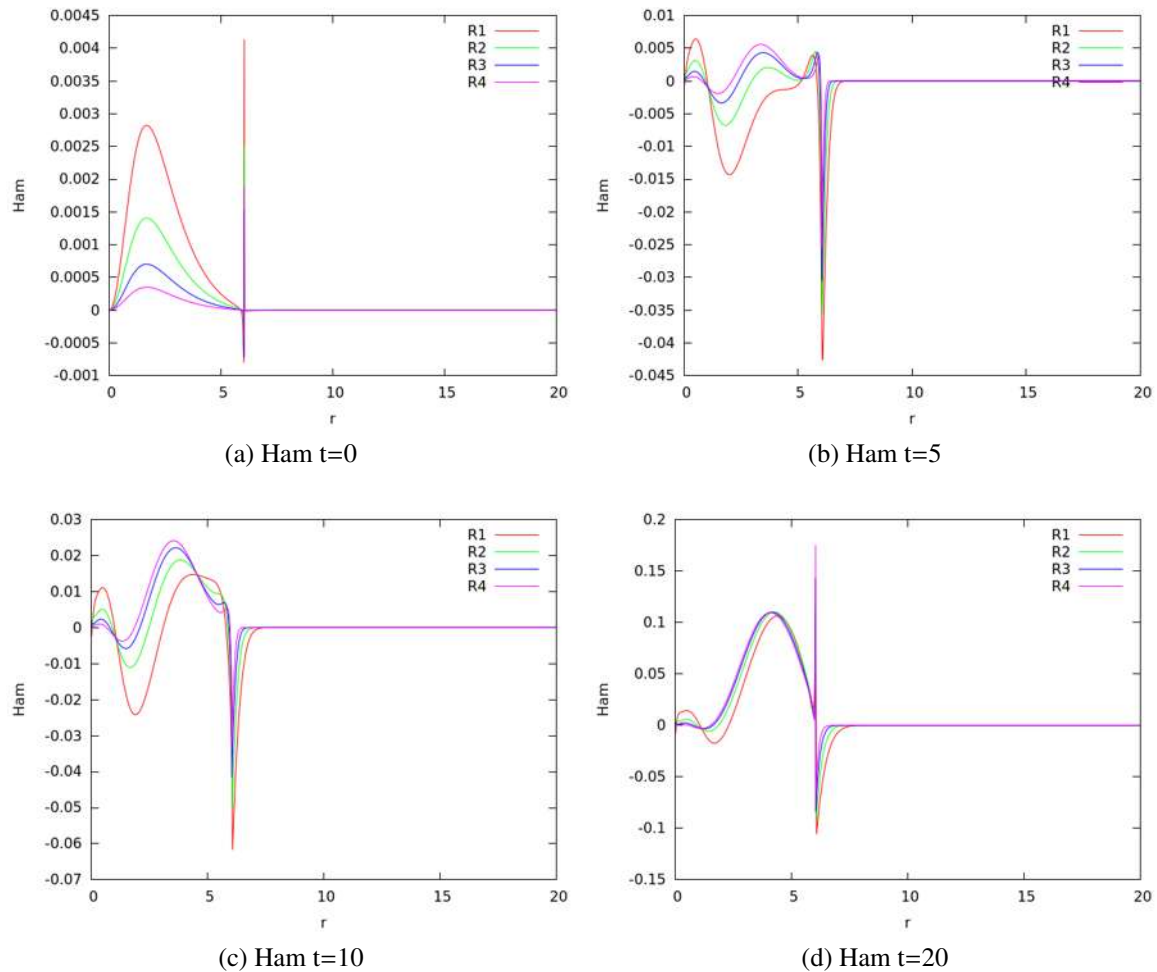 0.0045
0.004
0.0035
0.003
0.0025
0.002
0.0015
0.001
0.0005
0
-0.0005
-0.001
Ham
R1
R2
R3
R4
0 5 10 15 20
r
(a) Ham t=0
0.01
0.005
0
-0.005
-0.01
-0.015
-0.02
-0.025
-0.03
-0.035
-0.04
-0.045
Ham
R1
R2
R3
R4
0 5 10 15 20
r
(b) Ham t=5
0.03
0.02
0.01
0
-0.01
-0.02
-0.03
-0.04
-0.05
-0.06
-0.07
Ham
R1
R2
R3
R4
0 5 10 15 20
r
(c) Ham t=10
0.2
0.15
0.1
0.05
0
-0.05
-0.1
-0.15
Ham
R1
R2
R3
R4
0 5 10 15 20
r
(d) Ham t=20